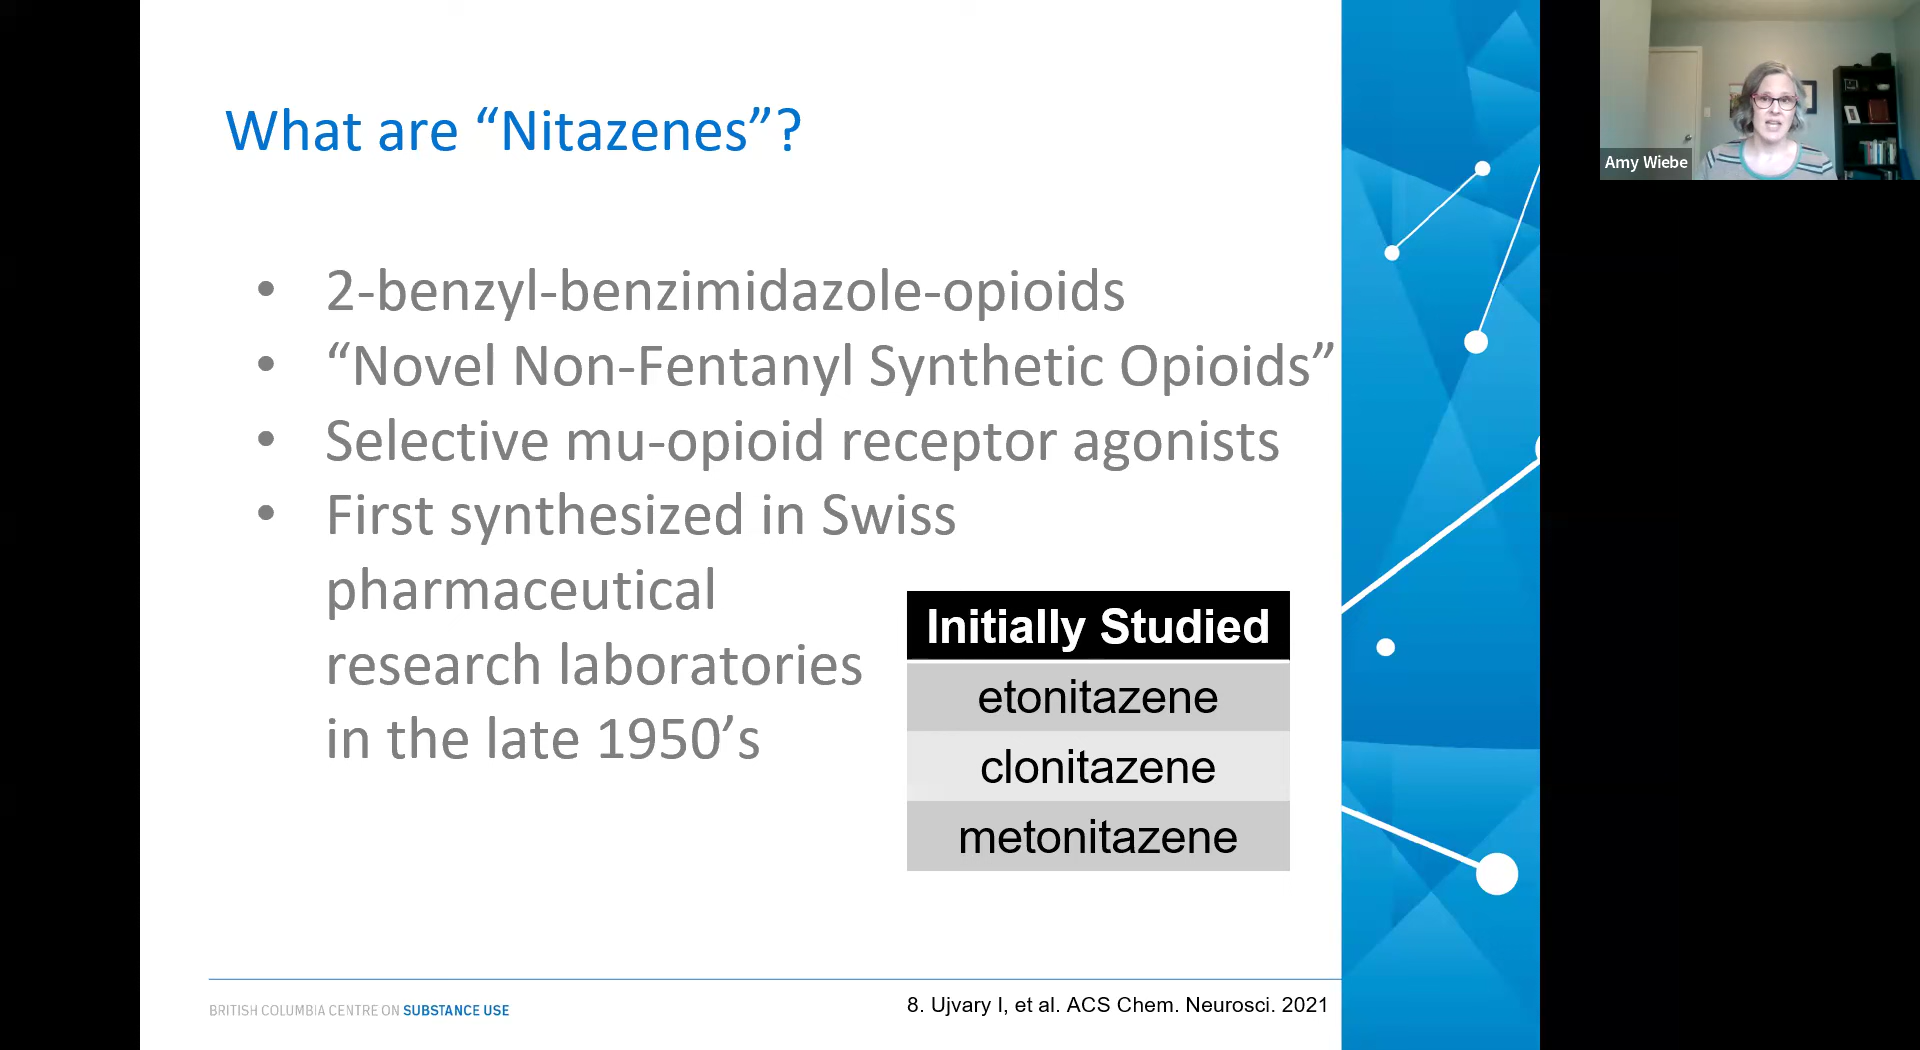 What are “Nitazenes”?
• 2-benzyl-benzimidazole-opioids
• “Novel Non-Fentanyl Synthetic Opioids”
• Selective mu-opioid receptor agonists
• First synthesized in Swiss
pharmaceutical
research laboratories
in the late 1950’s
Initially Studied
etonitazene
clonitazene
metonitazene
BRITISH COLUMBIA CENTRE ON SUBSTANCE USE
8. Ujvary I, et al. ACS Chem. Neurosci. 2021
Amy Wiebe